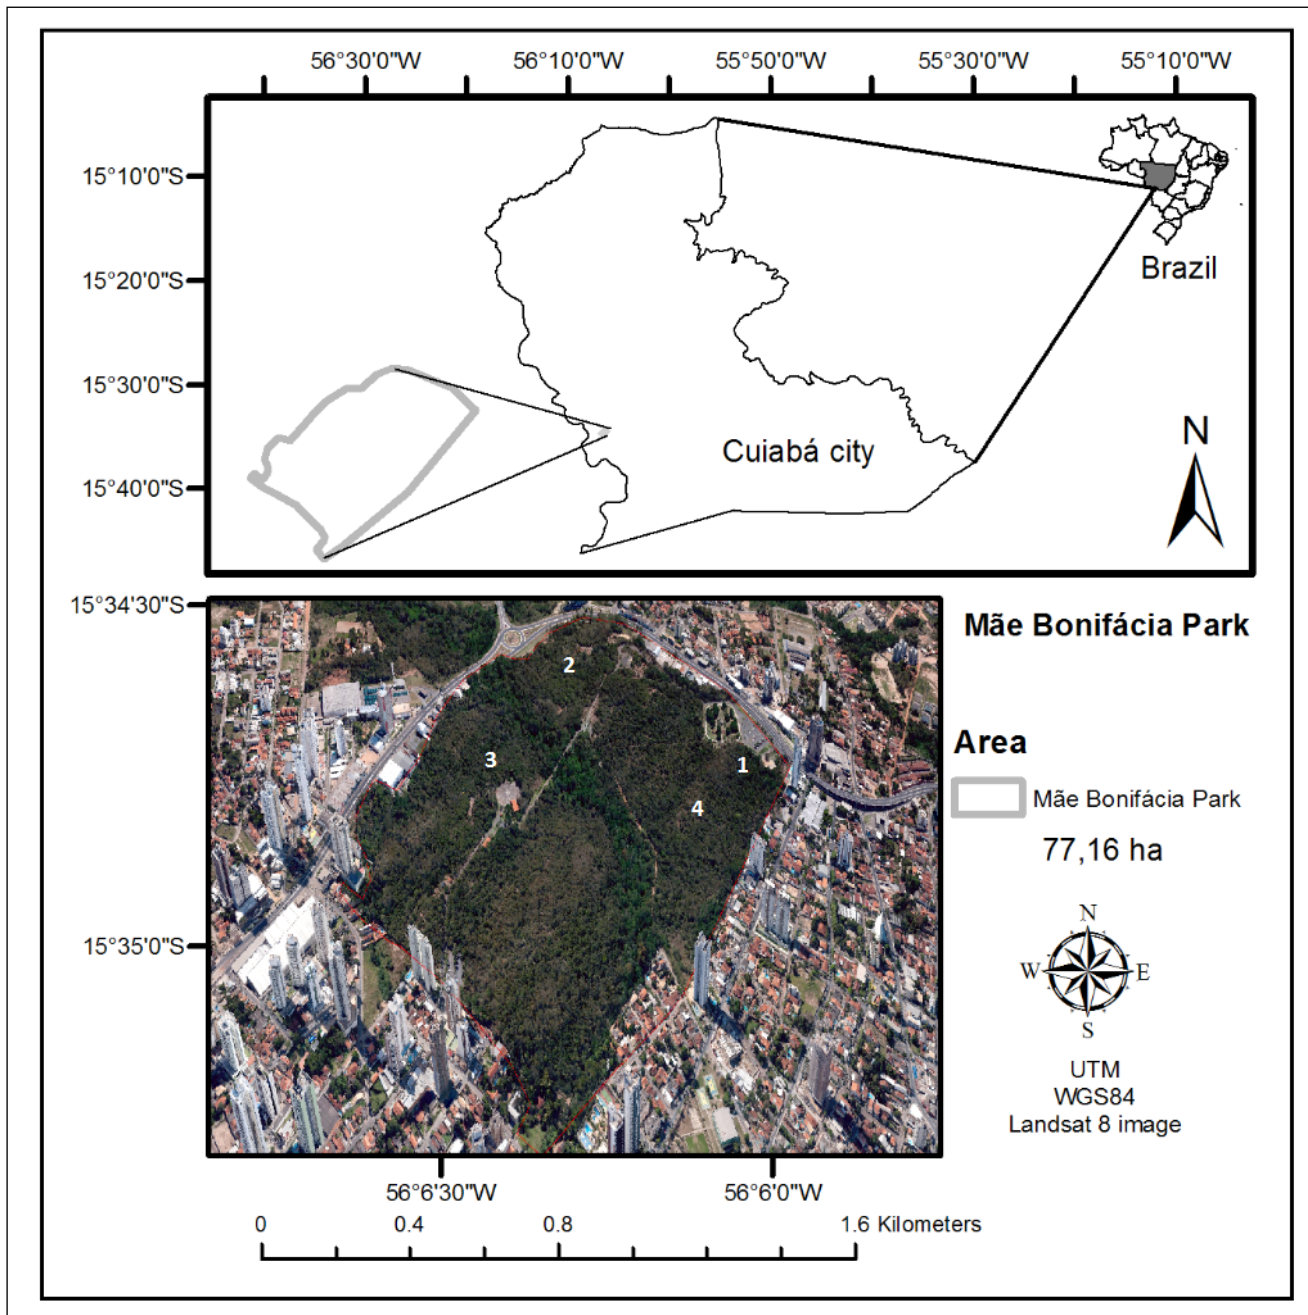 56°30'0"W 56°10'0"W 55°50'0"W 55°30'0"W 55°10'0"W
15°10'0"S
15°20'0"S
15°30'0"S
15°40'0"S
Brazil
Cuiabá city
N
15°34'30"S
15°35'0"S
2
3
1
4
56°6'30"W 56°6'0"W
0 0.4 0.8 1.6 Kilometers
Mãe Bonifácia Park
Area
Mãe Bonifácia Park
77,16 ha
N
W E
S
UTM
WGS84
Landsat 8 image